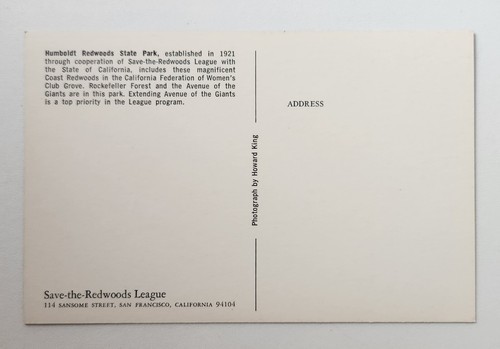 Humboldt Redwoods State Park, established in 1921
through cooperation of Save-the-Redwoods League with
the State of California, includes these magnificent
Coast Redwoods in the California Federation of Women's
Club Grove. Rockefeller Forest and the Avenue of the
Giants are in this park. Extending Avenue of the Giants
is a top priority in the League program.
Save-the-Redwoods League
114 SANSOME STREET, SAN FRANCISCO, CALIFORNIA 94104
Photograph by Howard King
ADDRESS